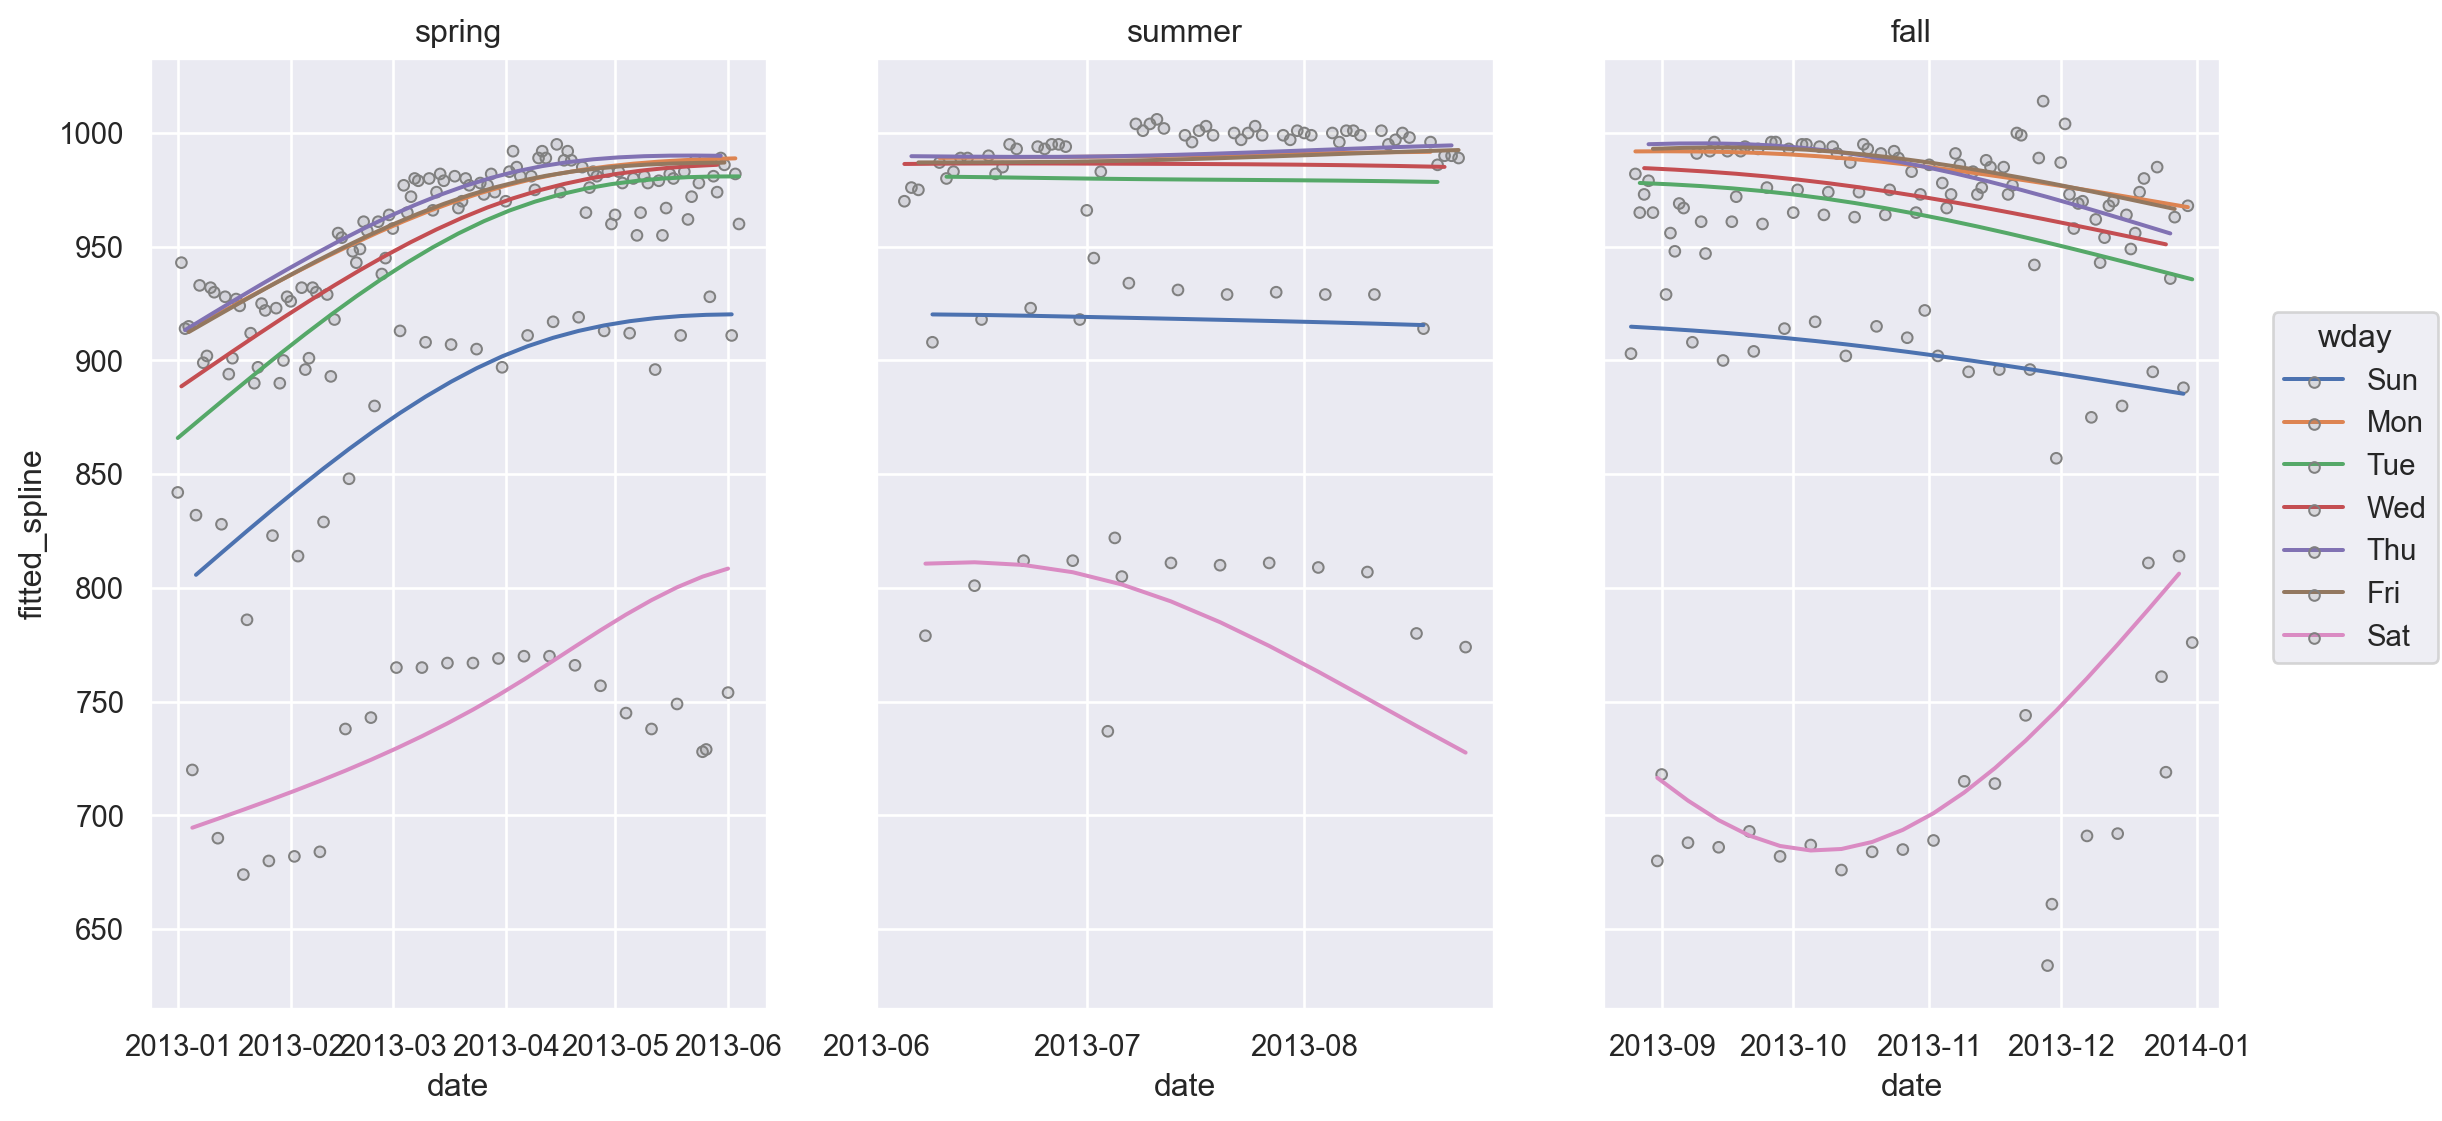 spring
summer
fall
fitted_spline
1000
950
900
850
800
750
700
650
2013-01
2013-02
2013-03
2013-04
2013-05
2013-06
date
2013-06
2013-07
2013-08
date
2013-09
2013-10
2013-11
2013-12
2014-01
date
wday
Sun
Mon
Tue
Wed
Thu
Fri
Sat